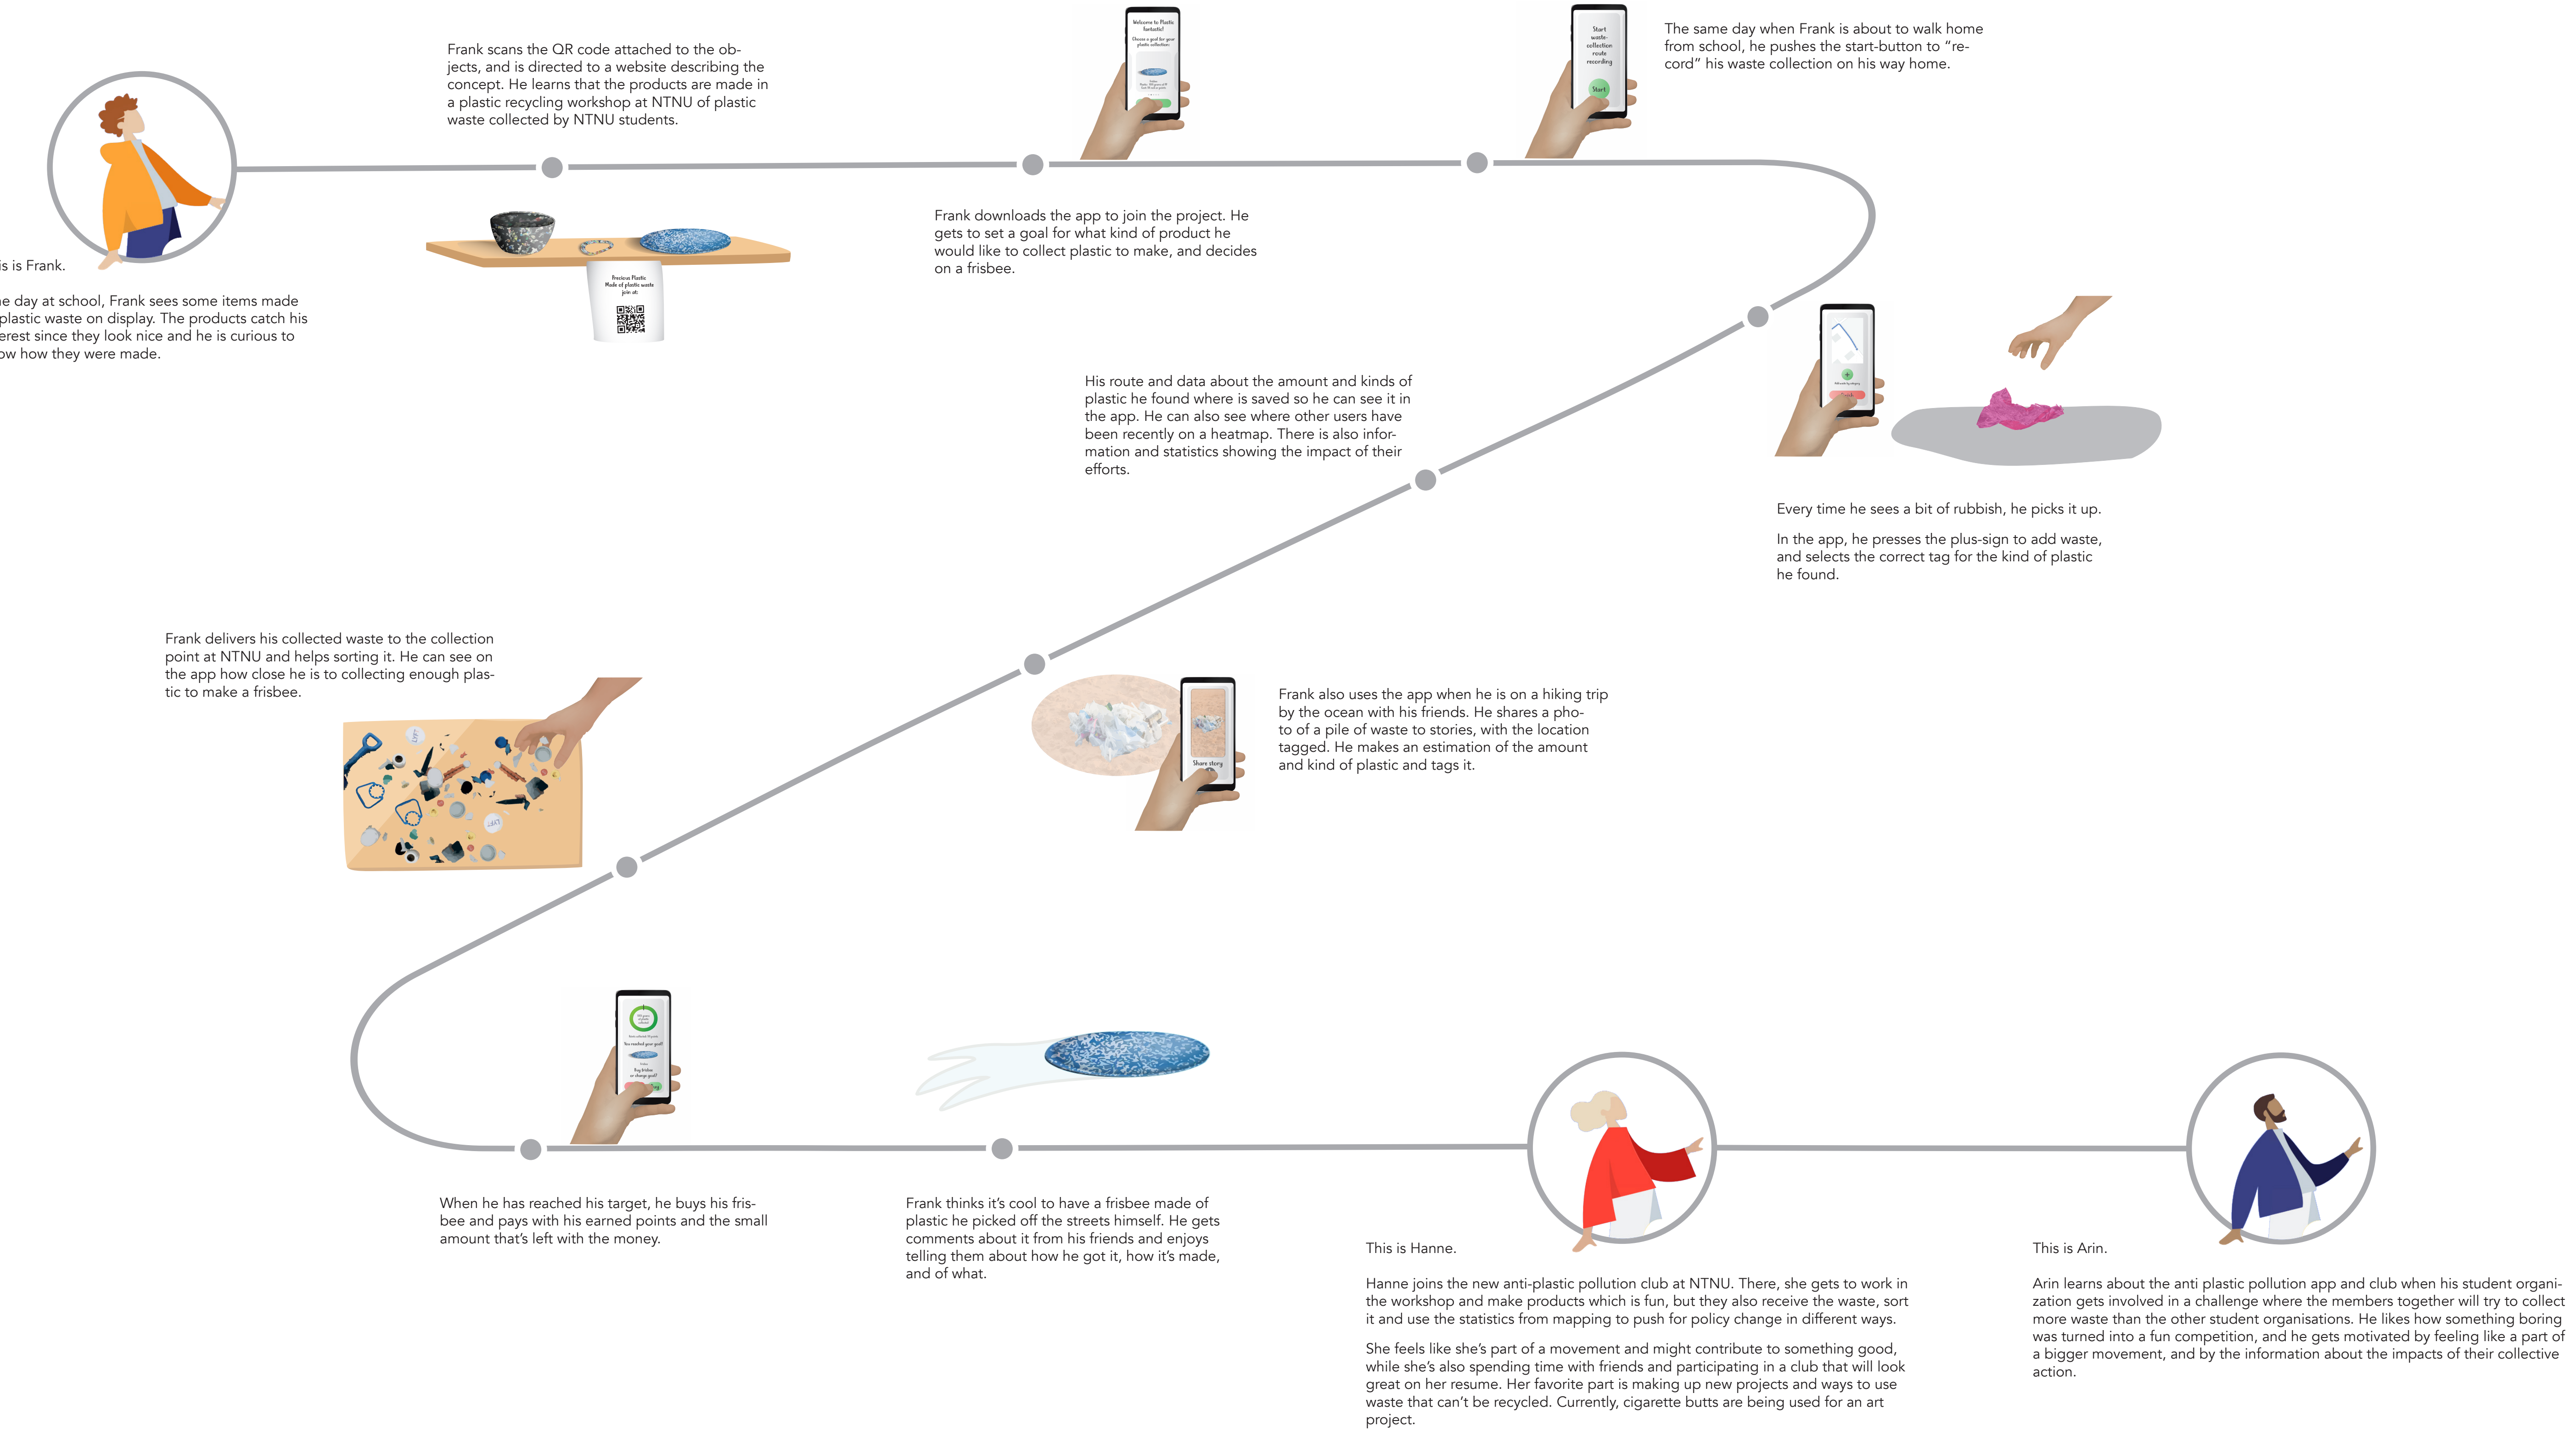 Frank scans the QR code attached to the ob-
jects, and is directed to a website describing the
concept. He learns that the products are made in
a plastic recycling workshop at NTNU of plastic
waste collected by NTNU students.
Welcome to Plastic
fantastic!
Choose a goal for your
plastic collection:
Start
waste-
collection
route
recording
Start
The same day when Frank is about to walk home
from school, he pushes the start-button to “re-
cord” his waste collection on his way home.
is is Frank.
e day at school, Frank sees some items made
plastic waste on display. The products catch his
erest since they look nice and he is curious to
ow how they were made.
Precious Plastic
Made of plastic waste
join at:
Frank downloads the app to join the project. He
gets to set a goal for what kind of product he
would like to collect plastic to make, and decides
on a frisbee.
Every time he sees a bit of rubbish, he picks it up.
In the app, he presses the plus-sign to add waste,
and selects the correct tag for the kind of plastic
he found.
His route and data about the amount and kinds of
plastic he found where is saved so he can see it in
the app. He can also see where other users have
been recently on a heatmap. There is also infor-
mation and statistics showing the impact of their
efforts.
Share story
Frank also uses the app when he is on a hiking trip
by the ocean with his friends. He shares a pho-
to of a pile of waste to stories, with the location
tagged. He makes an estimation of the amount
and kind of plastic and tags it.
Frank delivers his collected waste to the collection
point at NTNU and helps sorting it. He can see on
the app how close he is to collecting enough plas-
tic to make a frisbee.
LYFT
LYFT
You reached your goal!
Buy frisbee
or change goal?
When he has reached his target, he buys his fris-
bee and pays with his earned points and the small
amount that’s left with the money.
Frank thinks it’s cool to have a frisbee made of
plastic he picked off the streets himself. He gets
comments about it from his friends and enjoys
telling them about how he got it, how it’s made,
and of what.
This is Hanne.
Hanne joins the new anti-plastic pollution club at NTNU. There, she gets to work in
the workshop and make products which is fun, but they also receive the waste, sort
it and use the statistics from mapping to push for policy change in different ways.
She feels like she’s part of a movement and might contribute to something good,
while she’s also spending time with friends and participating in a club that will look
great on her resume. Her favorite part is making up new projects and ways to use
waste that can’t be recycled. Currently, cigarette butts are being used for an art
project.
This is Arin.
Arin learns about the anti plastic pollution app and club when his student organi-
zation gets involved in a challenge where the members together will try to collect
more waste than the other student organisations. He likes how something boring
was turned into a fun competition, and he gets motivated by feeling like a part of
a bigger movement, and by the information about the impacts of their collective
action.